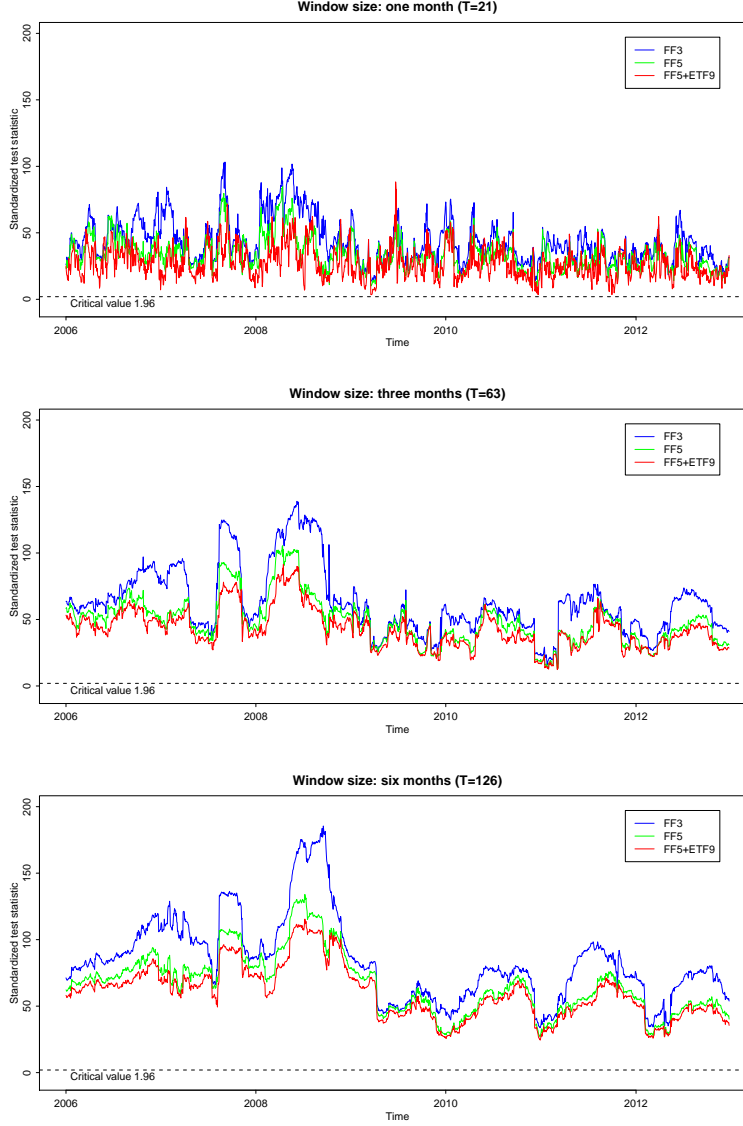 Window size: one month (T=21)
Standardized test statistic
200
150
100
50
0
FF3
FF5
FF5+ETF9
Critical value 1.96
2006 2008 2010 2012
Time
Window size: three months (T=63)
Standardized test statistic
200
150
100
50
0
FF3
FF5
FF5+ETF9
Critical value 1.96
2006 2008 2010 2012
Time
Window size: six months (T=126)
Standardized test statistic
200
150
100
50
0
FF3
FF5
FF5+ETF9
Critical value 1.96
2006 2008 2010 2012
Time